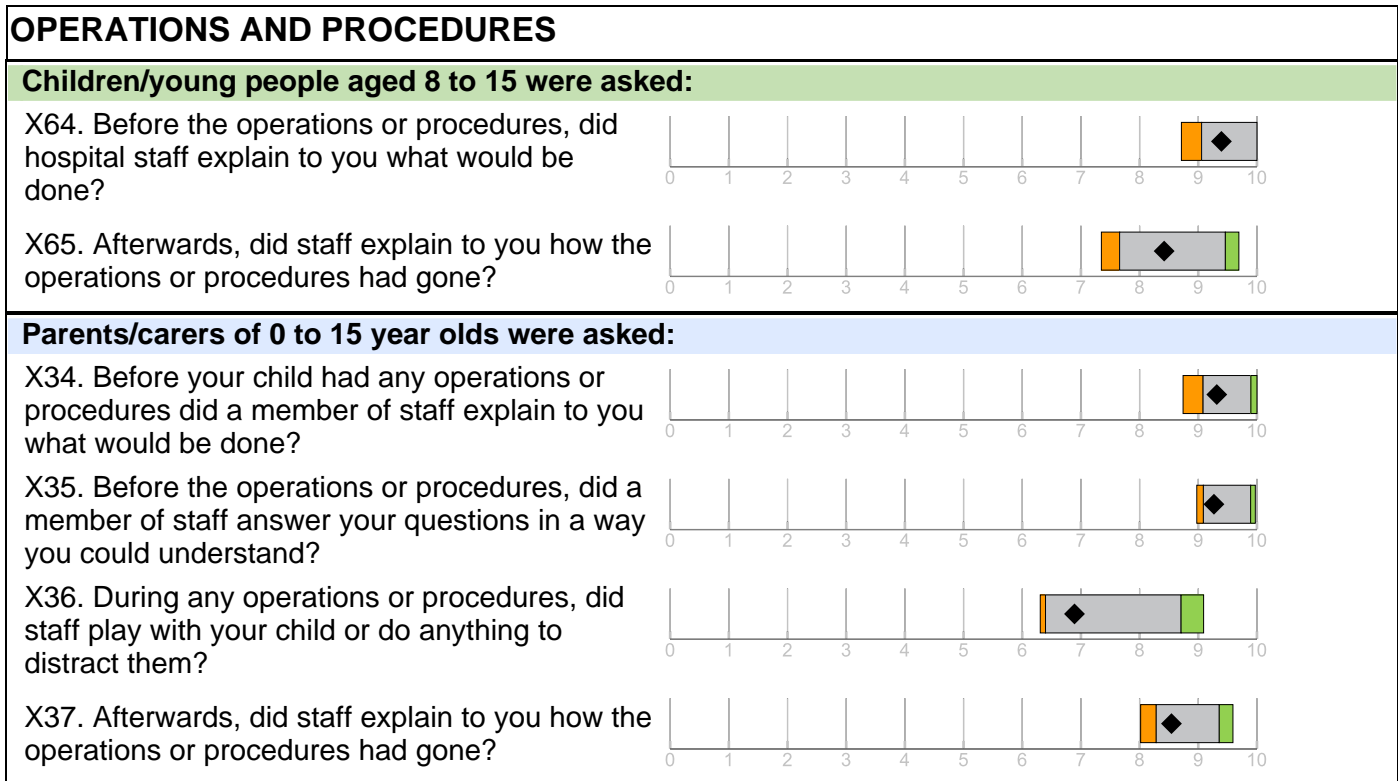 OPERATIONS AND PROCEDURES
Children/young people aged 8 to 15 were asked:
X64. Before the operations or procedures, did
hospital staff explain to you what would be
done?
0 1 2 3 4 5 6 7 8 9 10
X65. Afterwards, did staff explain to you how the
operations or procedures had gone?
0 1 2 3 4 5 6 7 8 9 10
Parents/carers of 0 to 15 year olds were asked:
X34. Before your child had any operations or
procedures did a member of staff explain to you
what would be done?
0 1 2 3 4 5 6 7 8 9 10
X35. Before the operations or procedures, did a
member of staff answer your questions in a way
you could understand?
0 1 2 3 4 5 6 7 8 9 10
X36. During any operations or procedures, did
staff play with your child or do anything to
distract them?
0 1 2 3 4 5 6 7 8 9 10
X37. Afterwards, did staff explain to you how the
operations or procedures had gone?
0 1 2 3 4 5 6 7 8 9 10